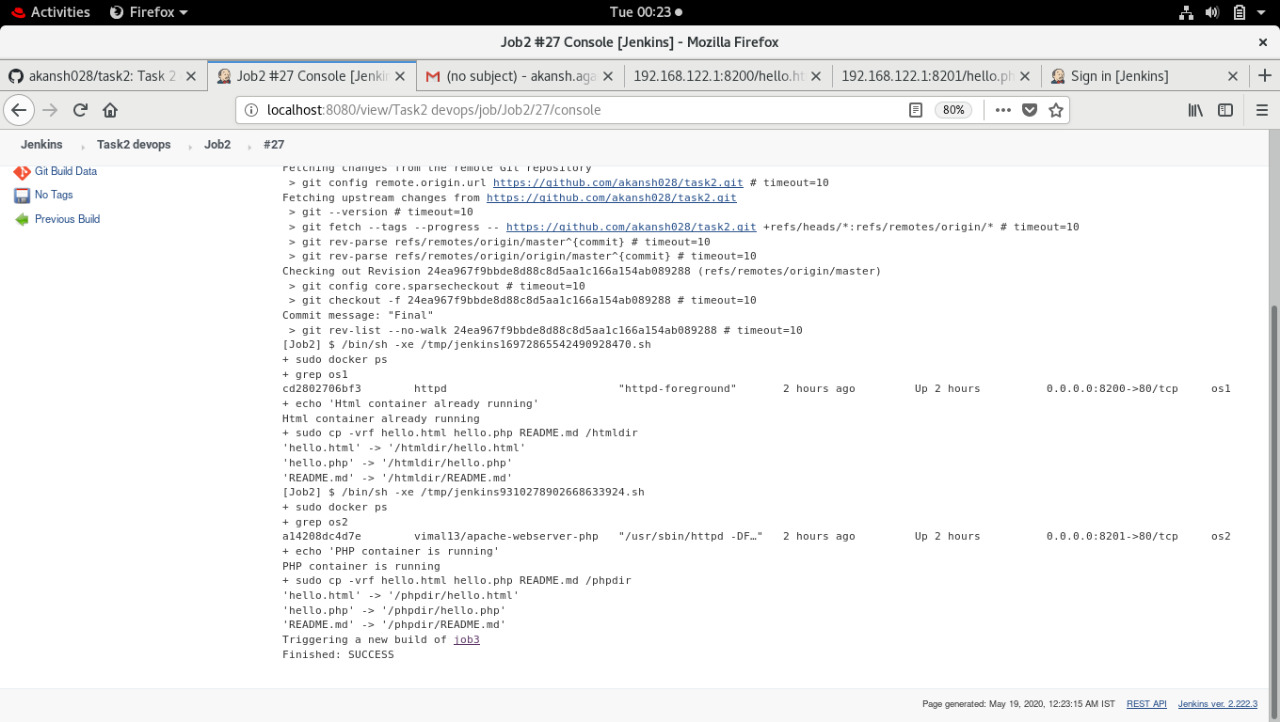 Activities Firefox Tue 00:23
Job2 #27 Console [Jenkins] - Mozilla Firefox
akansh028/task2: Task 2 Job2 #27 Console [Jenki (no subject) - akansh.aga 192.168.122.1:8200/hello.ht 192.168.122.1:8201/hello.ph Sign in [Jenkins]
localhost:8080/view/Task2 devops/job/Job2/27/console 80%
Jenkins Task2 devops Job2 #27
Git Build Data
No Tags
Previous Build
Fetching changes from the remote Git repository
> git config remote.origin.url https://github.com/akansh028/task2.git # timeout=10
Fetching upstream changes from https://github.com/akansh028/task2.git
> git --version # timeout=10
> git fetch --tags --progress -- https://github.com/akansh028/task2.git +refs/heads/*:refs/remotes/origin/* # timeout=10
> git rev-parse refs/remotes/origin/master^{commit} # timeout=10
> git rev-parse refs/remotes/origin/origin/master^{commit} # timeout=10
Checking out Revision 24ea967f9bbde8d88c8d5aa1c166a154ab089288 (refs/remotes/origin/master)
> git config core.sparsecheckout # timeout=10
> git checkout -f 24ea967f9bbde8d88c8d5aa1c166a154ab089288 # timeout=10
Commit message: "Final"
> git rev-list --no-walk 24ea967f9bbde8d88c8d5aa1c166a154ab089288 # timeout=10
[Job2] $ /bin/sh -xe /tmp/jenkins16972865542490928470.sh
+ sudo docker ps
+ grep os1
cd2802706bf3 httpd "httpd-foreground" 2 hours ago Up 2 hours 0.0.0.0:8200->80/tcp os1
+ echo 'Html container already running'
Html container already running
+ sudo cp -vrf hello.html hello.php README.md /htmldir
'hello.html' -> '/htmldir/hello.html'
'hello.php' -> '/htmldir/hello.php'
'README.md' -> '/htmldir/README.md'
[Job2] $ /bin/sh -xe /tmp/jenkins9310278902668633924.sh
+ sudo docker ps
+ grep os2
a14208dc4d7e vimal13/apache-webserver-php "/usr/sbin/httpd -DF…" 2 hours ago Up 2 hours 0.0.0.0:8201->80/tcp os2
+ echo 'PHP container is running'
PHP container is running
+ sudo cp -vrf hello.html hello.php README.md /phpdir
'hello.html' -> '/phpdir/hello.html'
'hello.php' -> '/phpdir/hello.php'
'README.md' -> '/phpdir/README.md'
Triggering a new build of job3
Finished: SUCCESS
Page generated: May 19, 2020, 12:23:15 AM IST REST API Jenkins ver. 2.222.3